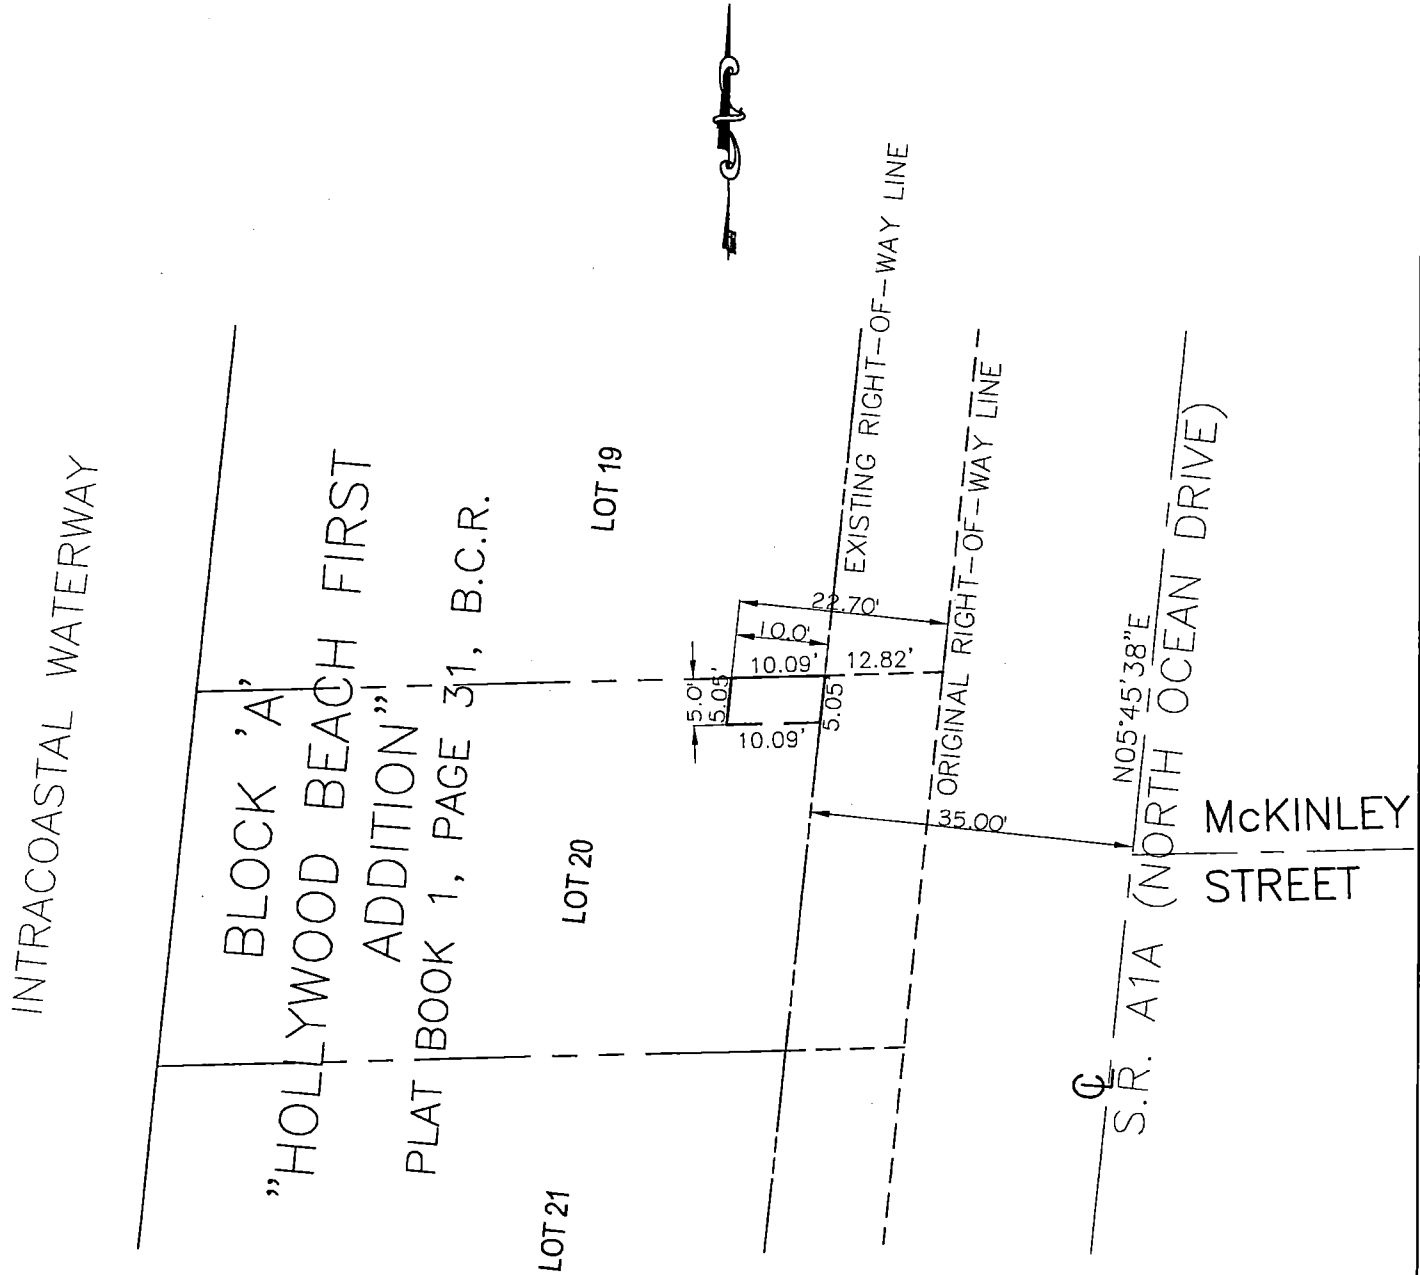 INTRACOASTAL WATERWAY
BLOCK 'A'
"HOLLYWOOD BEACH FIRST
ADDITION"
PLAT BOOK 1, PAGE 31, B.C.R.
LOT 19
LOT 20
LOT 21
EXISTING RIGHT-OF-WAY LINE
ORIGINAL RIGHT-OF-WAY LINE
22.70'
10.0'
10.09'
12.82'
5.0'
5.05'
5.05'
10.09'
35.00'
N05°45'38"E
℄
S.R. A1A (NORTH OCEAN DRIVE)
McKINLEY
STREET